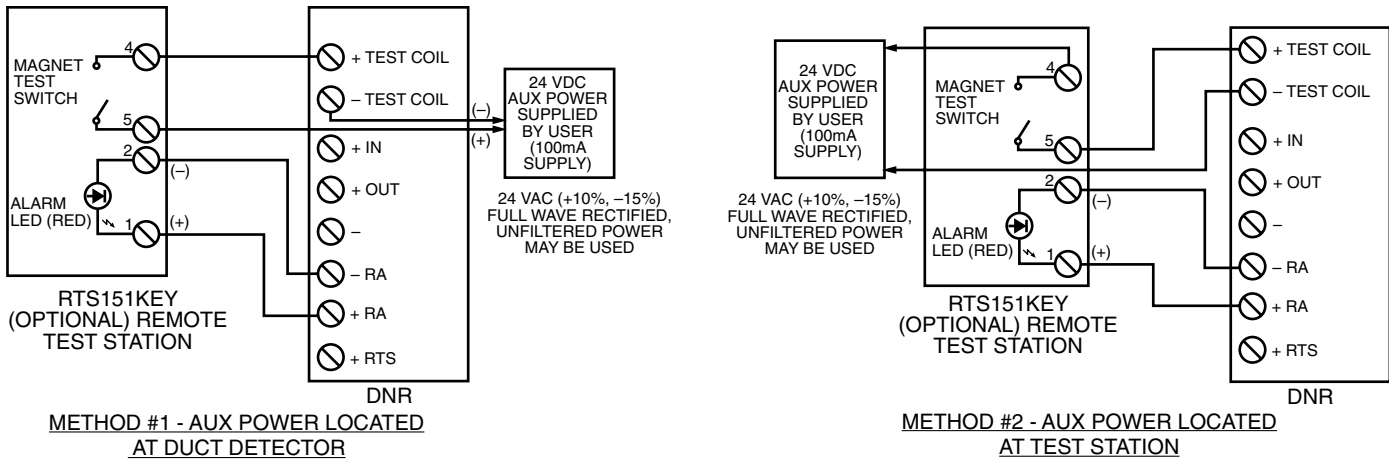 MAGNET
TEST
SWITCH
4
5
2
(–)
ALARM
LED (RED)
1
(+)
RTS151KEY
(OPTIONAL) REMOTE
TEST STATION
+ TEST COIL
– TEST COIL
+ IN
+ OUT
–
– RA
+ RA
+ RTS
DNR
(–)
(+)
24 VDC
AUX POWER
SUPPLIED
BY USER
(100mA
SUPPLY)
24 VAC (+10%, –15%)
FULL WAVE RECTIFIED,
UNFILTERED POWER
MAY BE USED
METHOD #1 - AUX POWER LOCATED
AT DUCT DETECTOR
24 VDC
AUX POWER
SUPPLIED
BY USER
(100mA
SUPPLY)
24 VAC (+10%, –15%)
FULL WAVE RECTIFIED,
UNFILTERED POWER
MAY BE USED
MAGNET
TEST
SWITCH
4
5
2
(–)
ALARM
LED (RED)
1
(+)
RTS151KEY
(OPTIONAL) REMOTE
TEST STATION
+ TEST COIL
– TEST COIL
+ IN
+ OUT
–
– RA
+ RA
+ RTS
DNR
METHOD #2 - AUX POWER LOCATED
AT TEST STATION